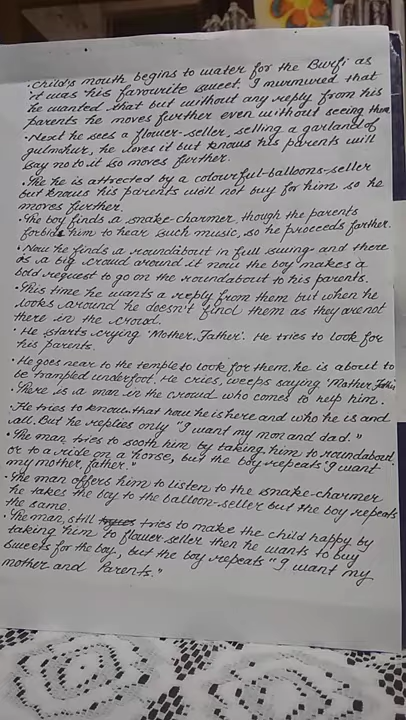 • Child's mouth begins to water for the Burfi as
it was his favourite sweet. I murmured that
he wanted that but without any reply from his
parents he moves further even without seeing them
• Next he sees a flower-seller, selling a garland of
gulmohur, he loves it but knows his parents will
say no to it so moves further.
• The he is attrected by a colourful-balloons-seller
but knows his parents will not buy for him so he
moves further.
• The boy finds a snake-charmer, though the parents
forbids him to hear such music, so he proceeds farther.
• Now he finds a roundabout in full swing and there
is a big crowd around it now the boy makes a
bold request to go on the roundabout to his parents.
• This time he wants a reply from them but when he
looks around he doesn't find them as they are not
there in the crowd.
• He starts crying 'Mother, Father'. He tries to look for
his parents.
• He goes near to the temple to look for them. he is about to
be trampled underfoot. He cries, weeps saying 'Mother, Father
• There is a man in the crowd who comes to help him.
• He tries to know that how he is here and who he is and
all. But he replies only "I want my mom and dad."
• The man tries to sooth him by taking him to roundabout
or to a ride on a horse, but the boy repeats "I want
my mother, father."
• The man offers him to listen to the snake-charmer
he takes the boy to the balloon-seller but the boy repeats
the same.
• The man, still tries to make the child happy by
taking him to flower-seller then he wants to buy
sweets for the boy, but the boy repeats "I want my
mother and Parents."